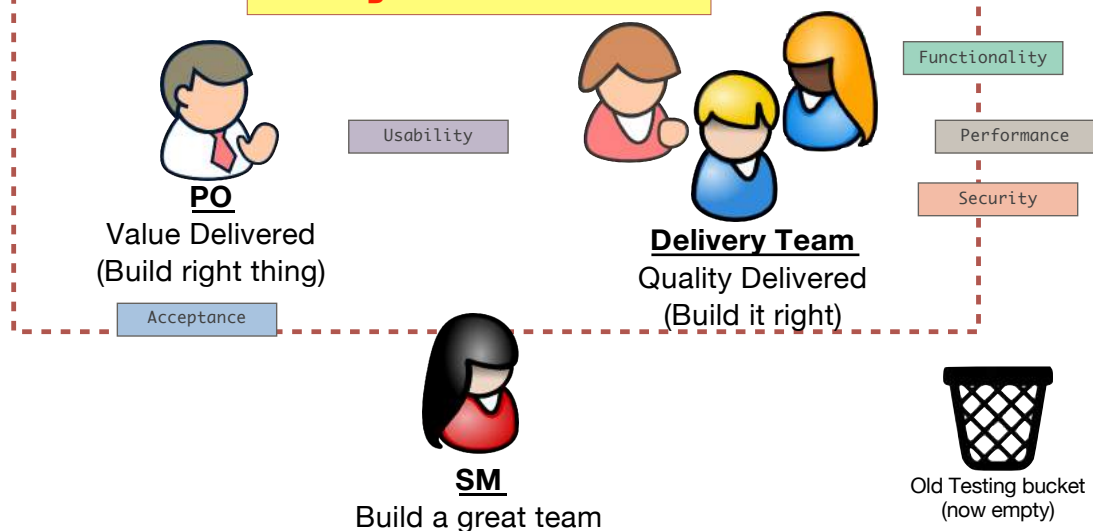 Functionality
Usability
Performance
Security
PO
Value Delivered
(Build right thing)
Delivery Team
Quality Delivered
(Build it right)
Acceptance
SM
Build a great team
Old Testing bucket
(now empty)